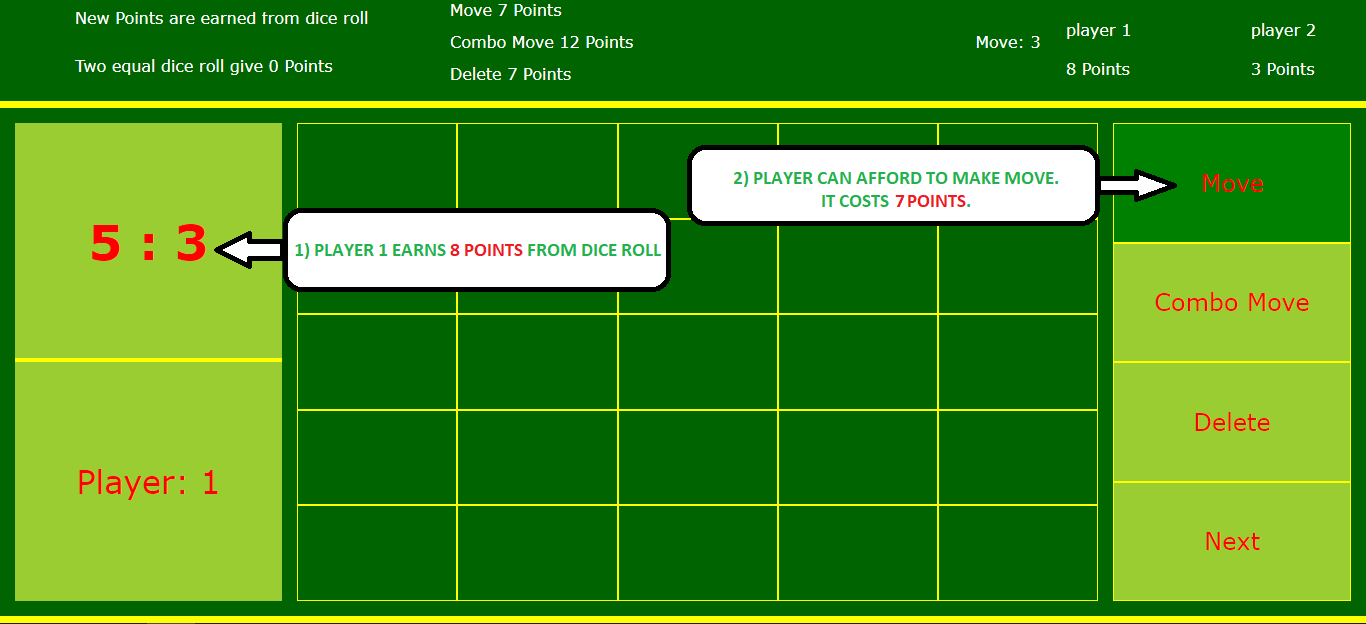 New Points are earned from dice roll
Two equal dice roll give 0 Points
Move 7 Points
Combo Move 12 Points
Delete 7 Points
Move: 3
player 1
8 Points
player 2
3 Points
5 : 3
Player: 1
1) PLAYER 1 EARNS 8 POINTS FROM DICE ROLL
2) PLAYER CAN AFFORD TO MAKE MOVE.
IT COSTS 7 POINTS.
Move
Combo Move
Delete
Next